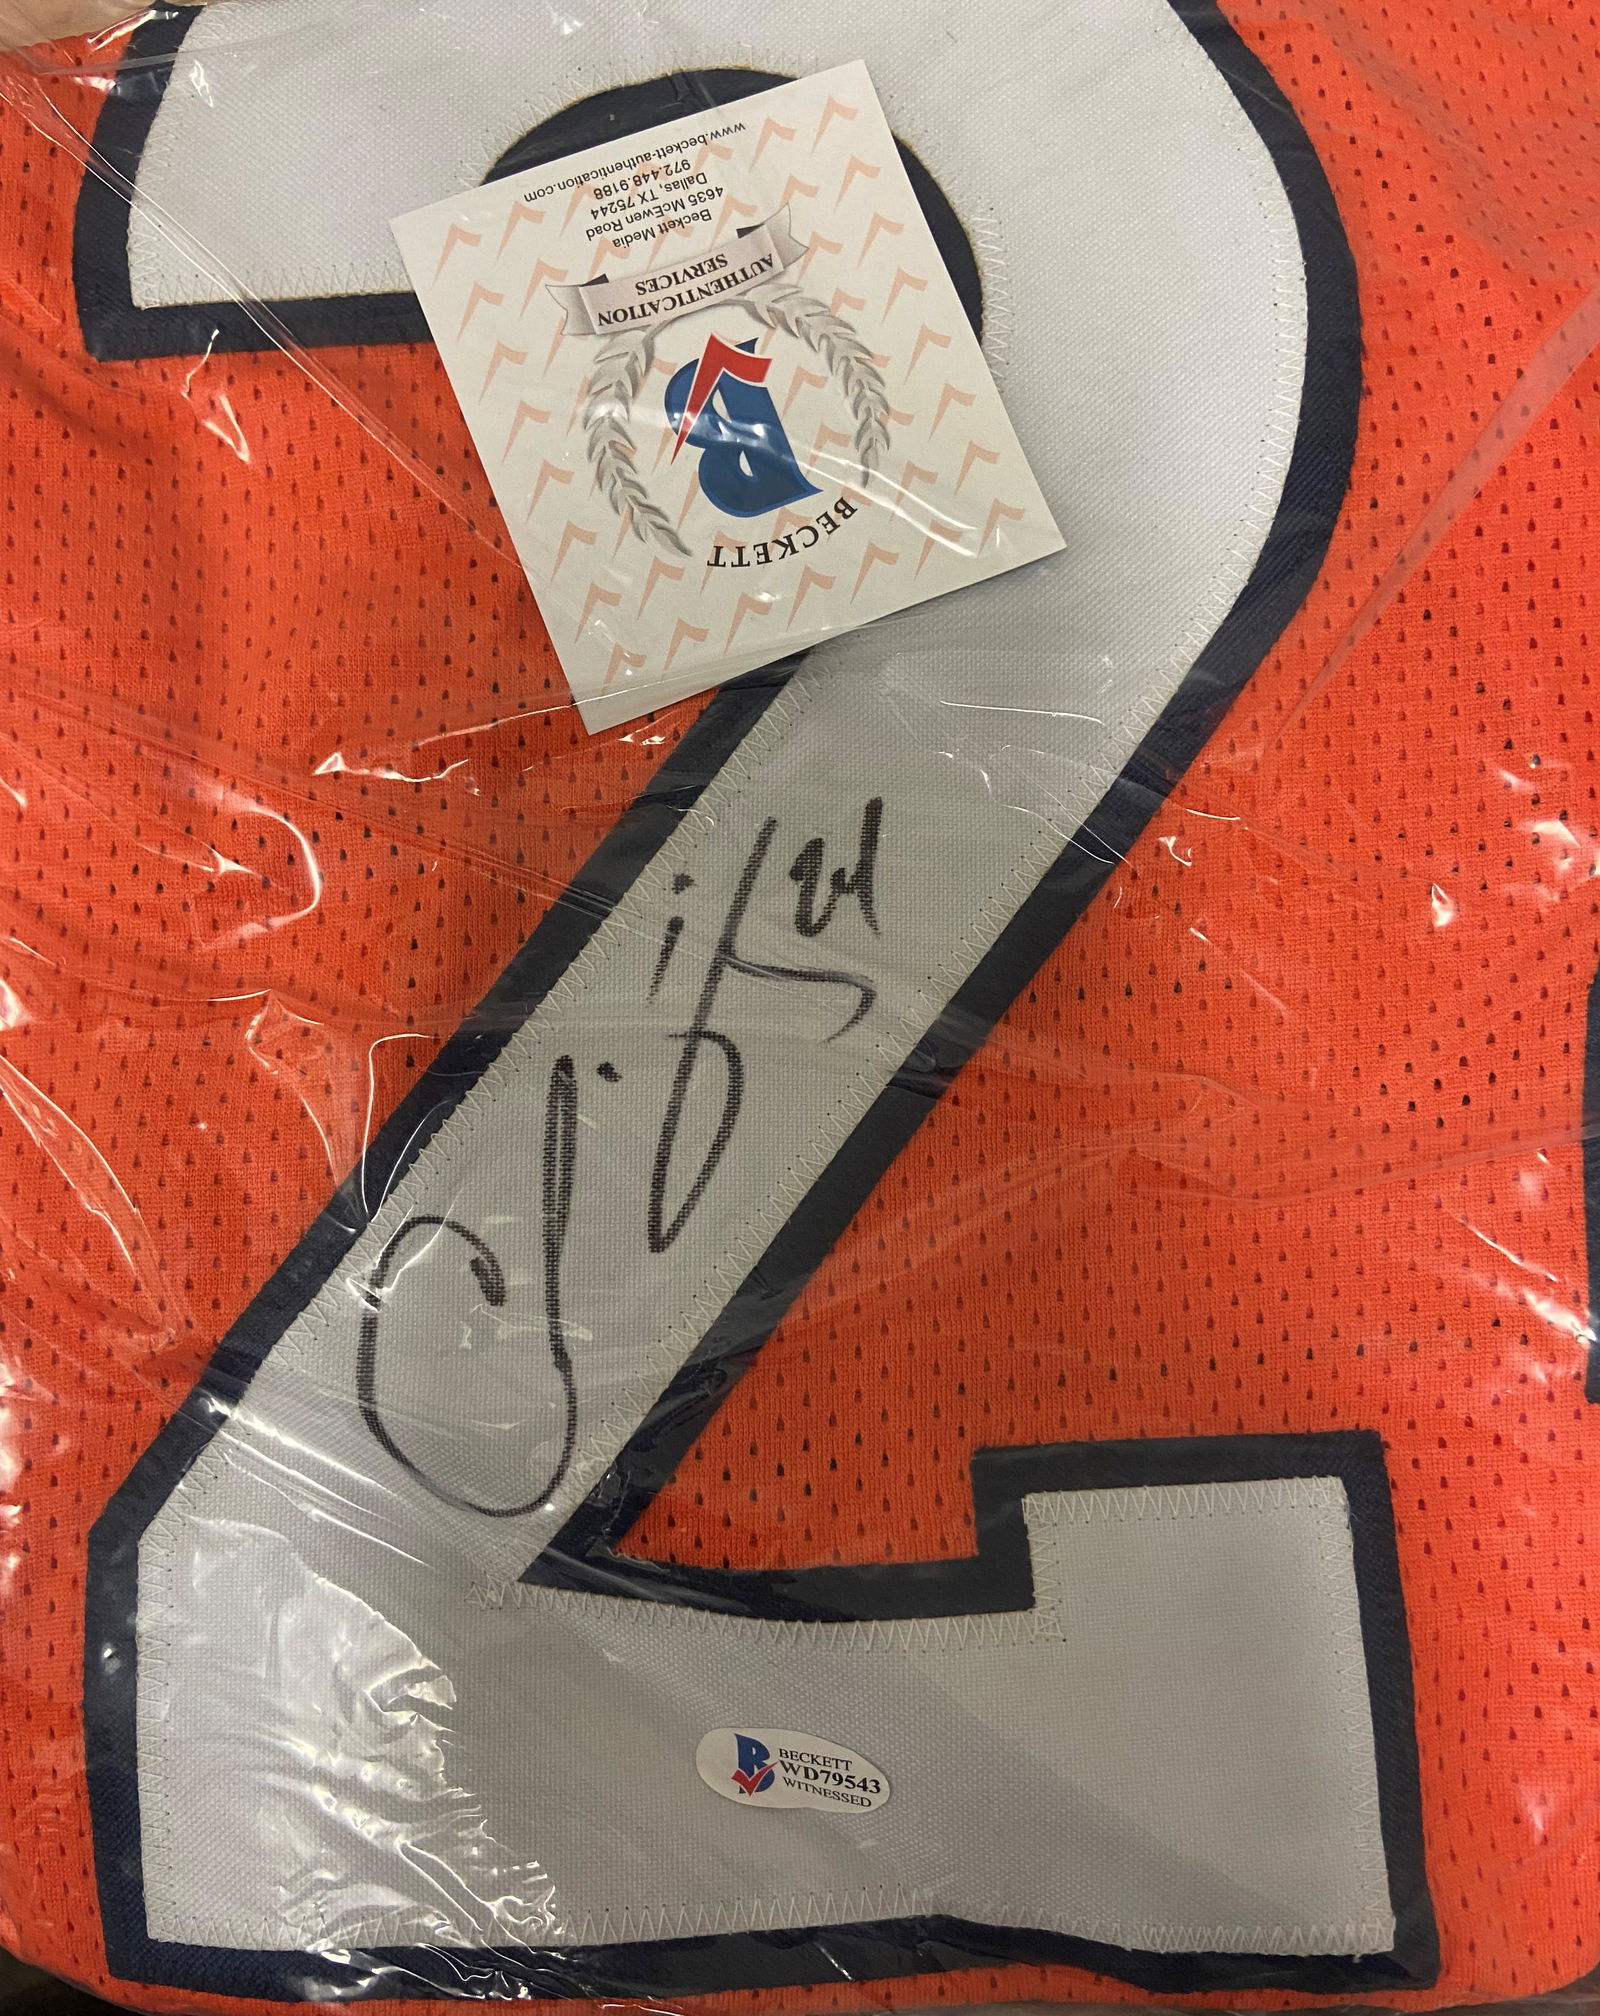 BECKETT
AUTHENTICATION
SERVICES
Beckett Media
4635 McEwen Road
Dallas, TX 75244
972.448.9188
www.beckett-authentication.com
2
BECKETT
WD79543
WITNESSED